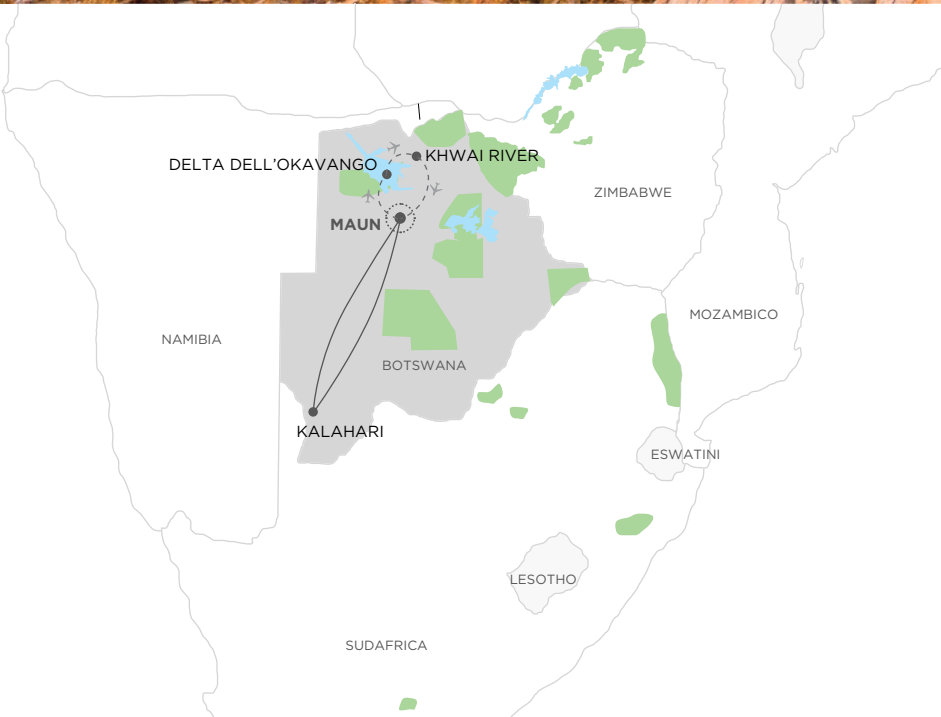 DELTA DELL'OKAVANGO
KHWAI RIVER
ZIMBABWE
MAUN
MOZAMBICO
NAMIBIA
BOTSWANA
KALAHARI
ESWATINI
LESOTHO
SUDAFRICA